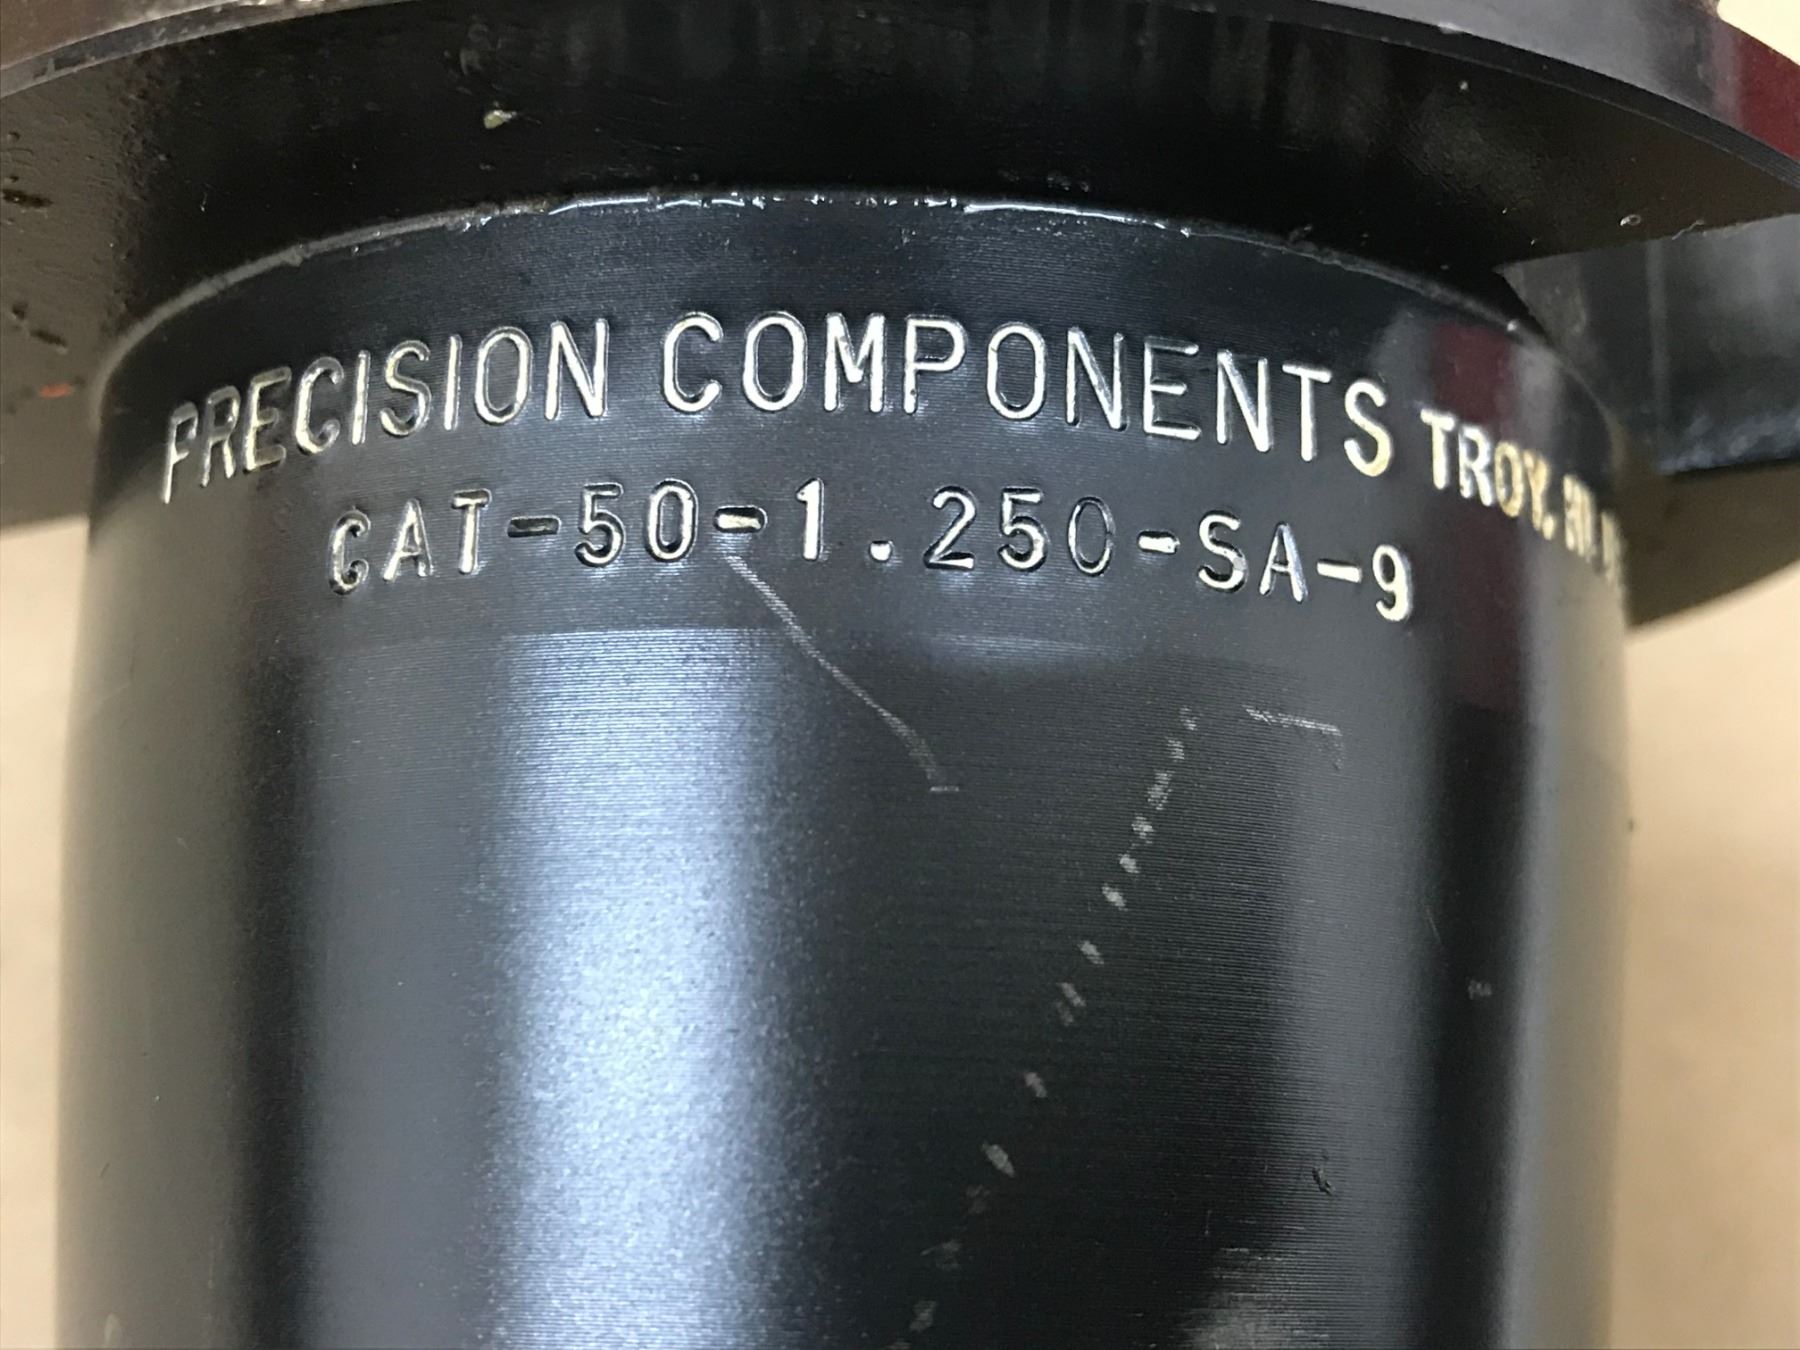 PRECISION COMPONENTS TROY,
CAT-50-1.250-SA-9